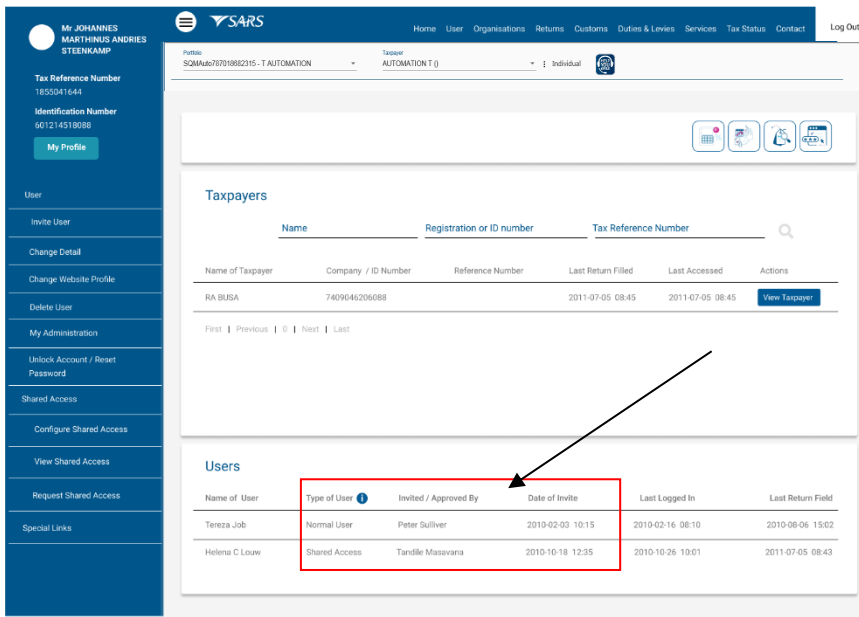 Mr JOHANNES
MARTHINUS ANDRIES
STEENKAMP
Tax Reference Number
1855041644
Identification Number
601214518088
My Profile
User
Invite User
Change Detail
Change Website Profile
Delete User
My Administration
Unlock Account / Reset
Password
Shared Access
Configure Shared Access
View Shared Access
Request Shared Access
Special Links
SARS
Home User Organisations Returns Customs Duties & Levies Services Tax Status Contact Log Out
Portfolio Taxpayer
SQMAuto787018682315 - T AUTOMATION AUTOMATION T () Individual
Taxpayers
Name Registration or ID number Tax Reference Number
Name of Taxpayer Company / ID Number Reference Number Last Return Filled Last Accessed Actions
RA BUSA 7409046206088 2011-07-05 08:45 2011-07-05 08:45 View Taxpayer
First | Previous | 0 | Next | Last
Users
Name of User Type of User i Invited / Approved By Date of Invite Last Logged In Last Return Field
Tereza Job Normal User Peter Sulliver 2010-02-03 10:15 2010-02-16 08:10 2010-08-06 15:02
Helena C Louw Shared Access Tandile Masavana 2010-10-18 12:35 2010-10-26 10:01 2011-07-05 08:43